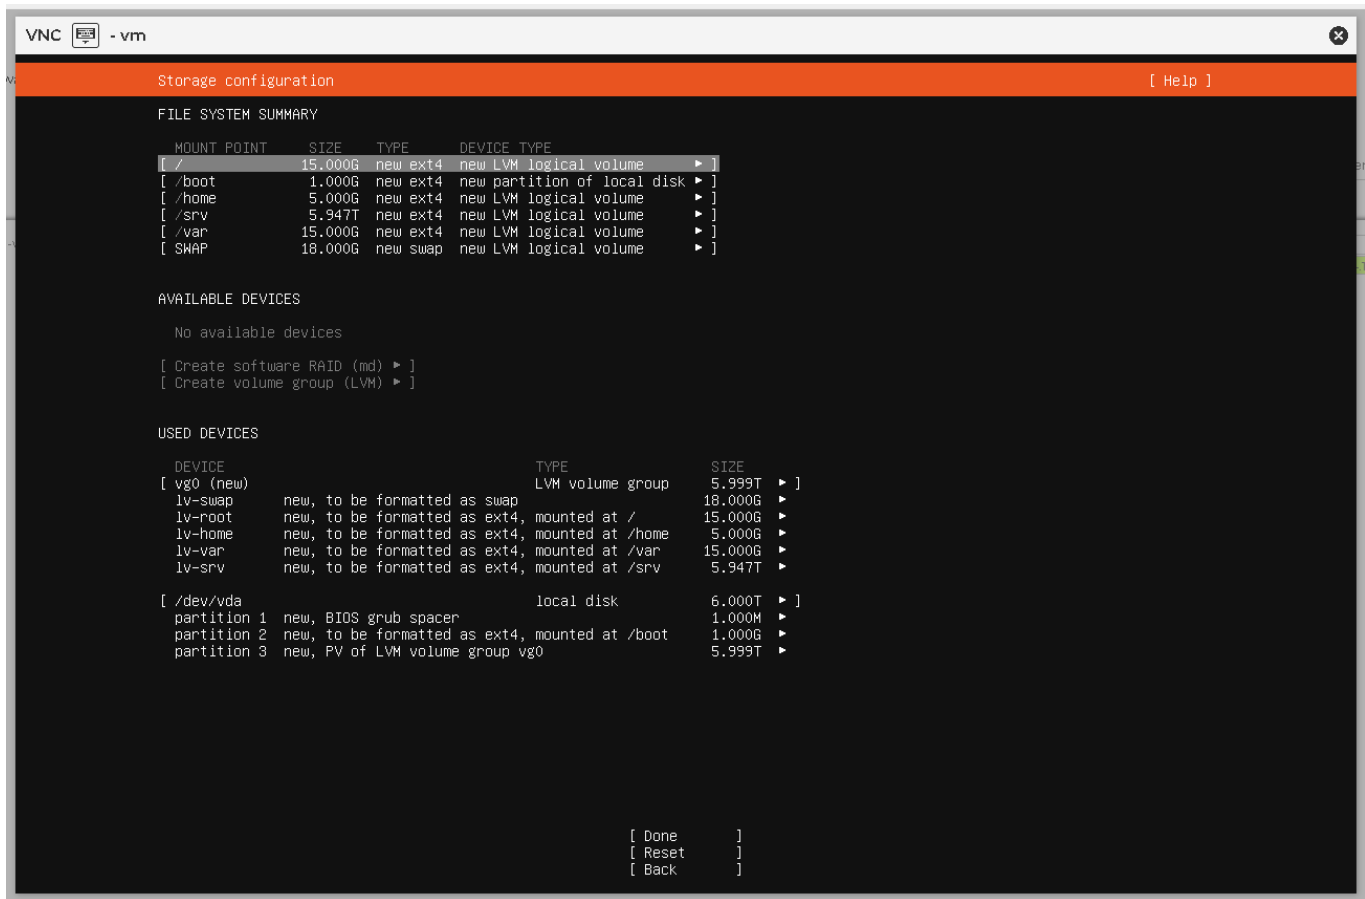 VNC - vm
Storage configuration [ Help ]
FILE SYSTEM SUMMARY
MOUNT POINT SIZE TYPE DEVICE TYPE
[ / 15.000G new ext4 new LVM logical volume ▸ ]
[ /boot 1.000G new ext4 new partition of local disk ▸ ]
[ /home 5.000G new ext4 new LVM logical volume ▸ ]
[ /srv 5.947T new ext4 new LVM logical volume ▸ ]
[ /var 15.000G new ext4 new LVM logical volume ▸ ]
[ SWAP 18.000G new swap new LVM logical volume ▸ ]
AVAILABLE DEVICES
No available devices
[ Create software RAID (md) ▸ ]
[ Create volume group (LVM) ▸ ]
USED DEVICES
DEVICE TYPE SIZE
[ vg0 (new) LVM volume group 5.999T ▸ ]
lv-swap new, to be formatted as swap 18.000G ▸
lv-root new, to be formatted as ext4, mounted at / 15.000G ▸
lv-home new, to be formatted as ext4, mounted at /home 5.000G ▸
lv-var new, to be formatted as ext4, mounted at /var 15.000G ▸
lv-srv new, to be formatted as ext4, mounted at /srv 5.947T ▸
[ /dev/vda local disk 6.000T ▸ ]
partition 1 new, BIOS grub spacer 1.000M ▸
partition 2 new, to be formatted as ext4, mounted at /boot 1.000G ▸
partition 3 new, PV of LVM volume group vg0 5.999T ▸
[ Done ]
[ Reset ]
[ Back ]